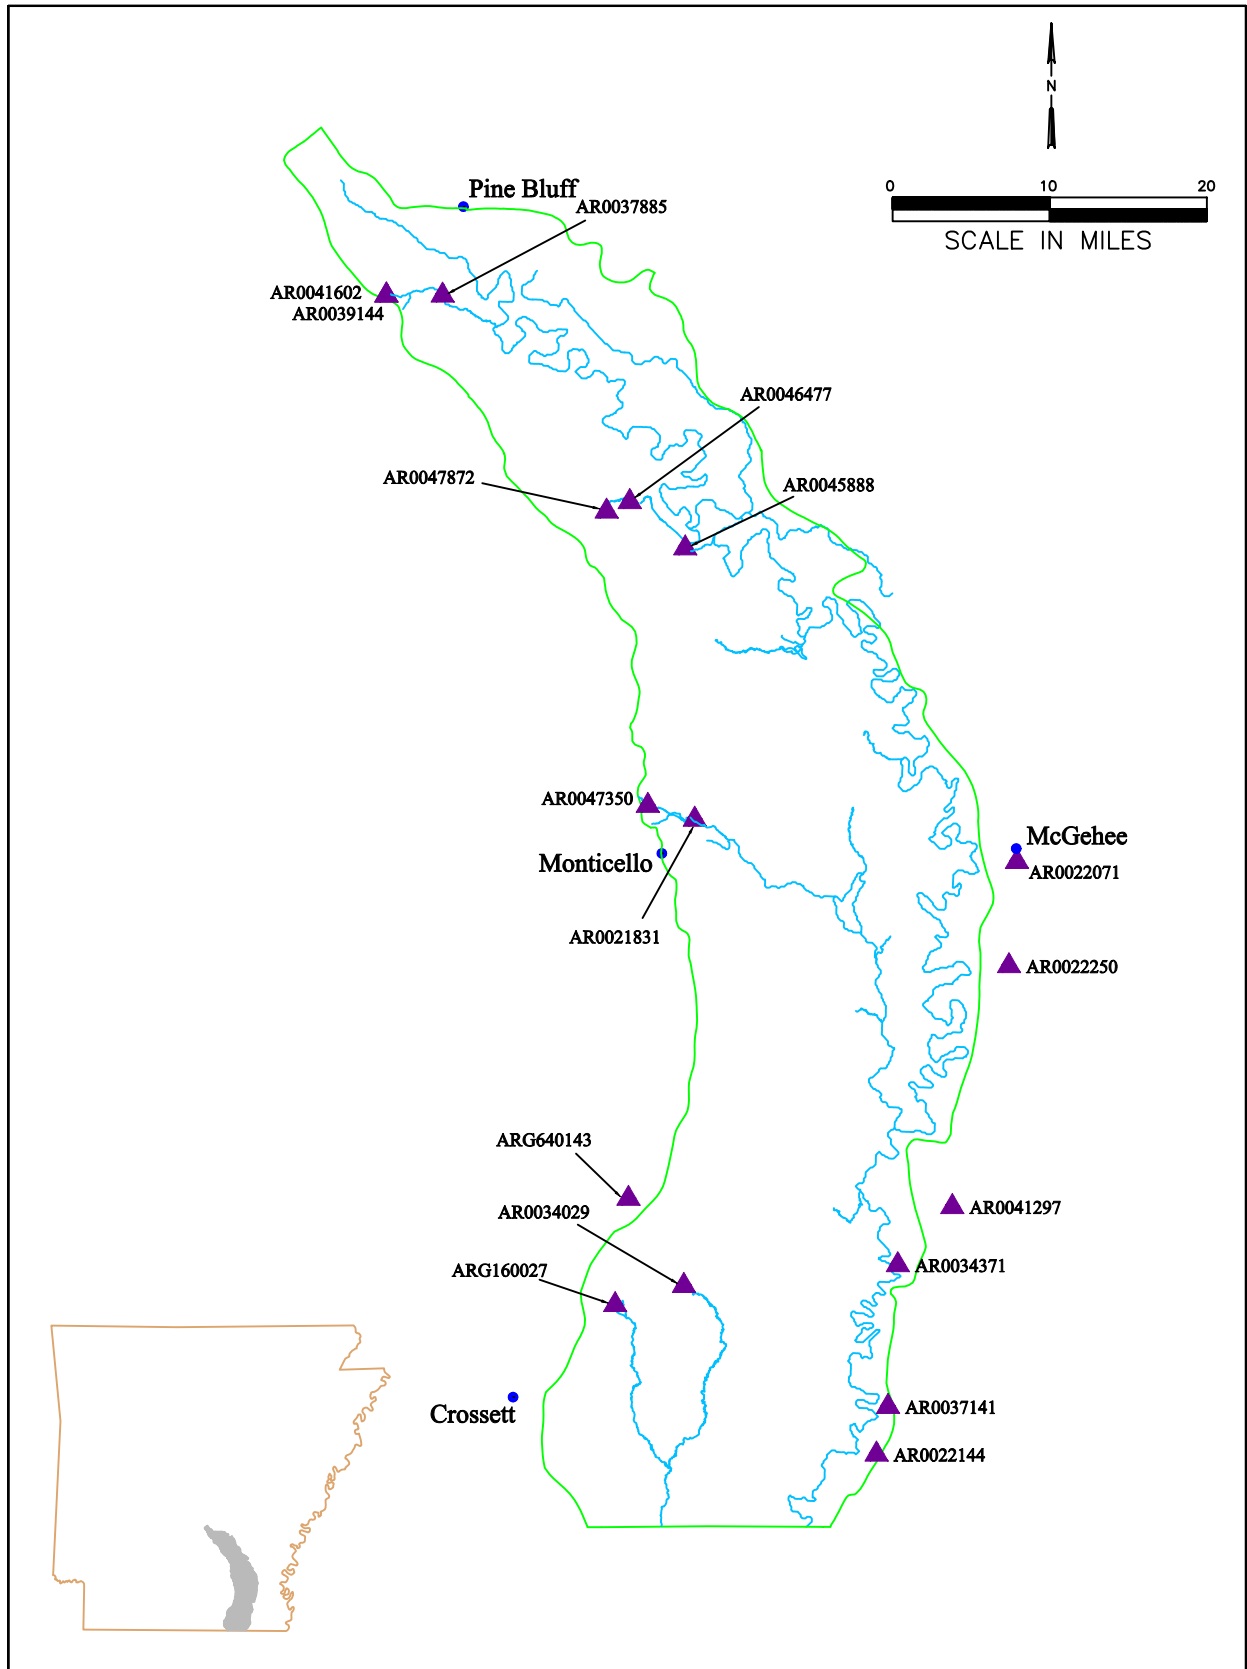 N
0 10 20
SCALE IN MILES
Pine Bluff
AR0037885
AR0041602
AR0039144
AR0046477
AR0047872
AR0045888
AR0047350
McGehee
Monticello
AR0022071
AR0021831
AR0022250
ARG640143
AR0034029
AR0041297
ARG160027
AR0034371
Crossett
AR0037141
AR0022144